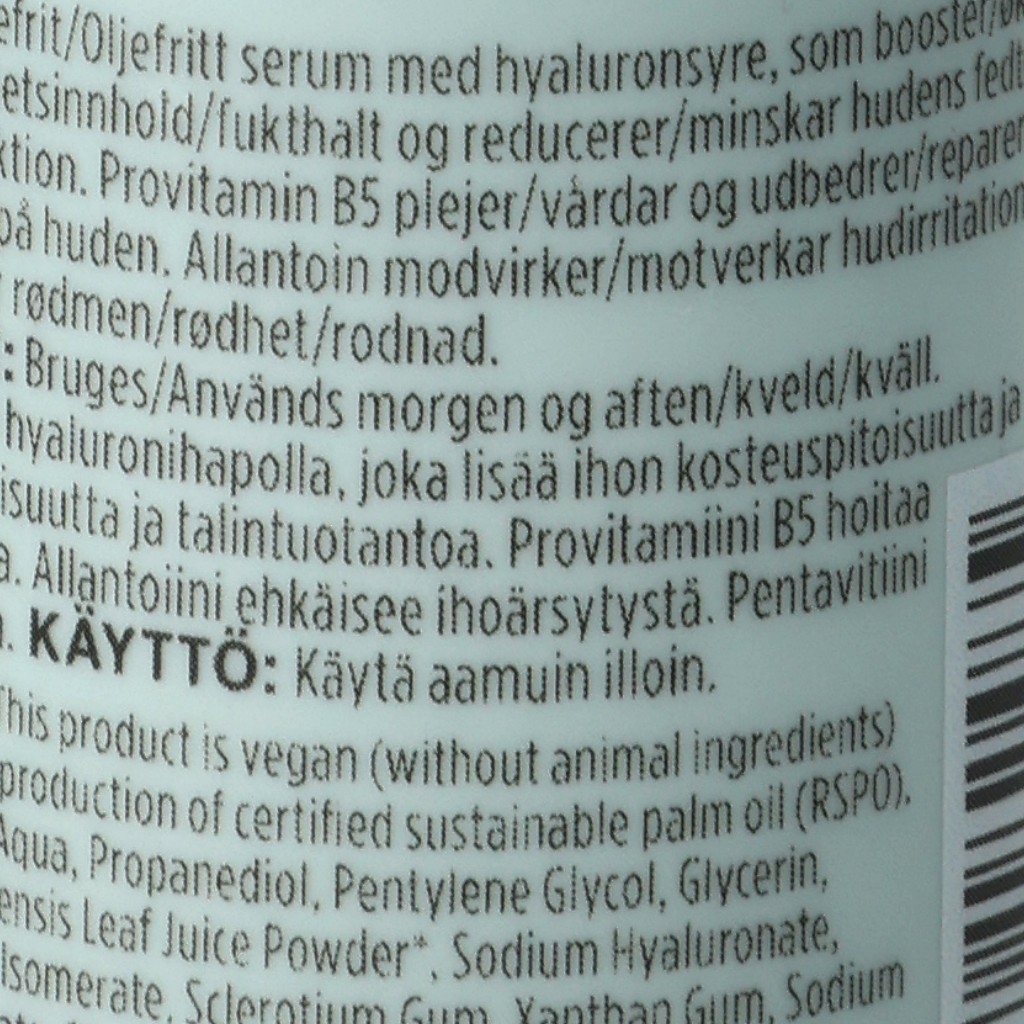 efrit/Oljefritt serum med hyaluronsyre, som booster/øk
etsinnhold/fukthalt og reducerer/minskar hudens fedt
ktion. Provitamin B5 plejer/vårdar og udbedrer/reparer
på huden. Allantoin modvirker/motverkar hudirritation
rødmen/rødhet/rodnad.
: Bruges/Används morgen og aften/kveld/kväll.
hyaluronihapolla, joka lisää ihon kosteuspitoisuutta ja
isuutta ja talintuotantoa. Provitamiini B5 hoitaa
a. Allantoiini ehkäisee ihoärsytystä. Pentavitiini
. KÄYTTÖ: Käytä aamuin illoin.
This product is vegan (without animal ingredients)
production of certified sustainable palm oil (RSPO).
Aqua, Propanediol, Pentylene Glycol, Glycerin,
ensis Leaf Juice Powder*, Sodium Hyaluronate,
Isomerate, Sclerotium Gum, Xanthan Gum, Sodium